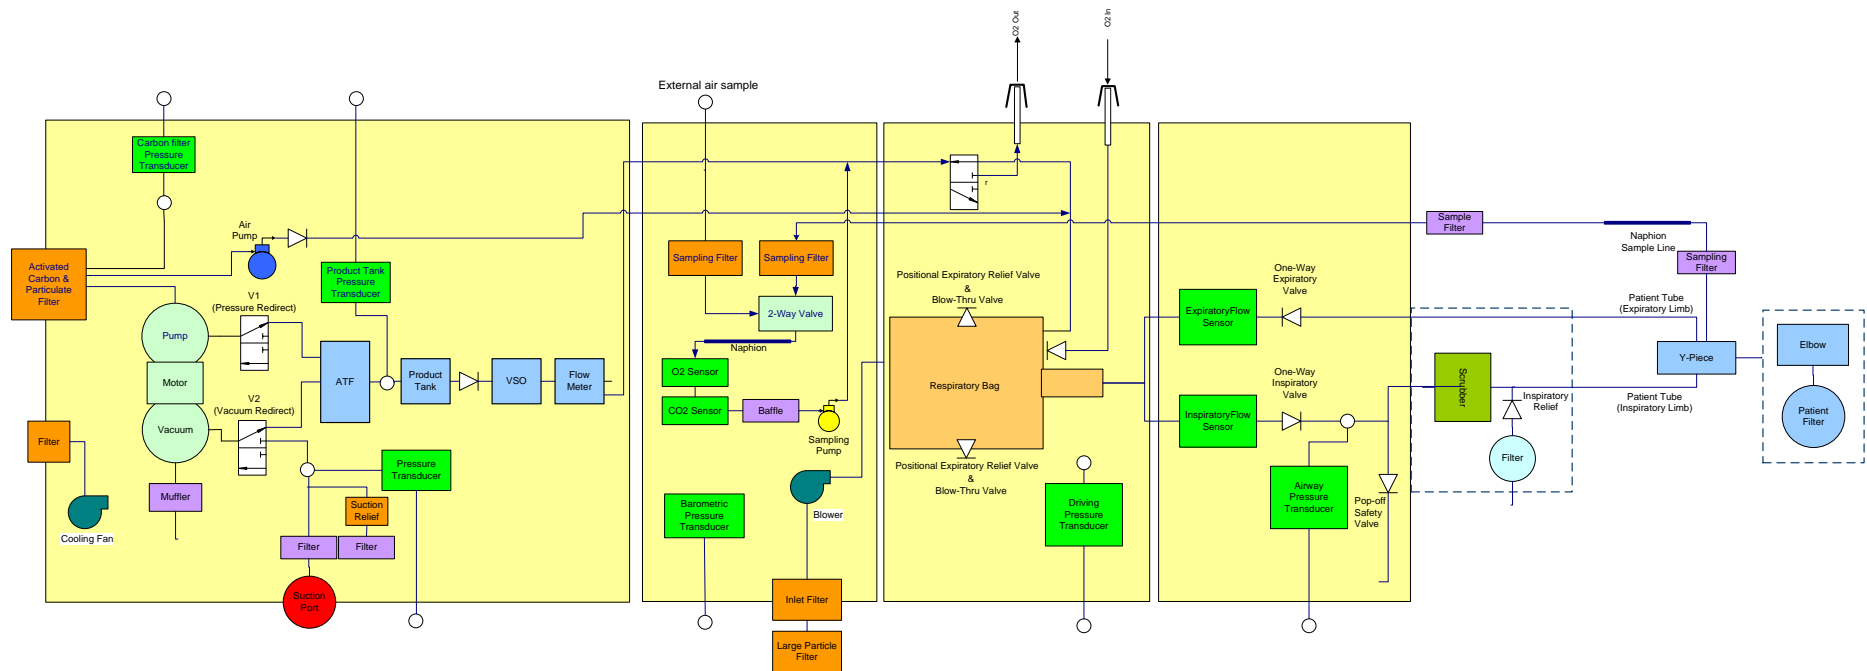 O2 Out
O2 In
External air sample
Carbon filter
Pressure
Transducer
Air
Pump
Activated
Carbon &
Particulate
Filter
Product Tank
Pressure
Transducer
V1
(Pressure Redirect)
Pump
Motor
Vacuum
V2
(Vacuum Redirect)
ATF
Product
Tank
VSO
Flow
Meter
Filter
Cooling Fan
Muffler
Pressure
Transducer
Suction
Relief
Filter
Filter
Suction
Port
Sampling Filter
Sampling Filter
2-Way Valve
Naphion
O2 Sensor
CO2 Sensor
Baffle
Sampling
Pump
Barometric
Pressure
Transducer
Blower
Inlet Filter
Large Particle
Filter
r
Positional Expiratory Relief Valve
&
Blow-Thru Valve
Respiratory Bag
Positional Expiratory Relief Valve
&
Blow-Thru Valve
Driving
Pressure
Transducer
One-Way
Expiratory
Valve
ExpiratoryFlow
Sensor
One-Way
Inspiratory
Valve
InspiratoryFlow
Sensor
Airway
Pressure
Transducer
Pop-off
Safety
Valve
Sample
Filter
Naphion
Sample Line
Sampling
Filter
Patient Tube
(Expiratory Limb)
Scrubber
Inspiratory
Relief
Filter
Y-Piece
Patient Tube
(Inspiratory Limb)
Elbow
Patient
Filter